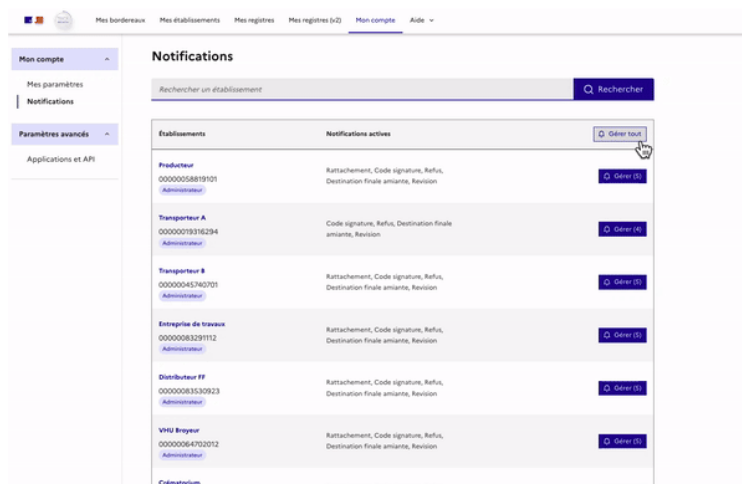 Mes bordereaux Mes établissements Mes registres Mes registres (v2) Mon compte Aide
Mon compte
Mes paramètres
Notifications
Paramètres avancés
Applications et API
Notifications
Rechercher un établissement
Rechercher
Établissements Notifications actives Gérer tout
Producteur
00000058819101
Administrateur
Rattachement, Code signature, Refus,
Destination finale amiante, Revision
Gérer (5)
Transporteur A
00000019316294
Administrateur
Code signature, Refus, Destination finale
amiante, Revision
Gérer (4)
Transporteur B
00000045740701
Administrateur
Rattachement, Code signature, Refus,
Destination finale amiante, Revision
Gérer (5)
Entreprise de travaux
00000083291112
Administrateur
Rattachement, Code signature, Refus,
Destination finale amiante, Revision
Gérer (5)
Distributeur FF
00000083530923
Administrateur
Rattachement, Code signature, Refus,
Destination finale amiante, Revision
Gérer (5)
VHU Broyeur
00000064702012
Administrateur
Rattachement, Code signature, Refus,
Destination finale amiante, Revision
Gérer (5)
Crématorium